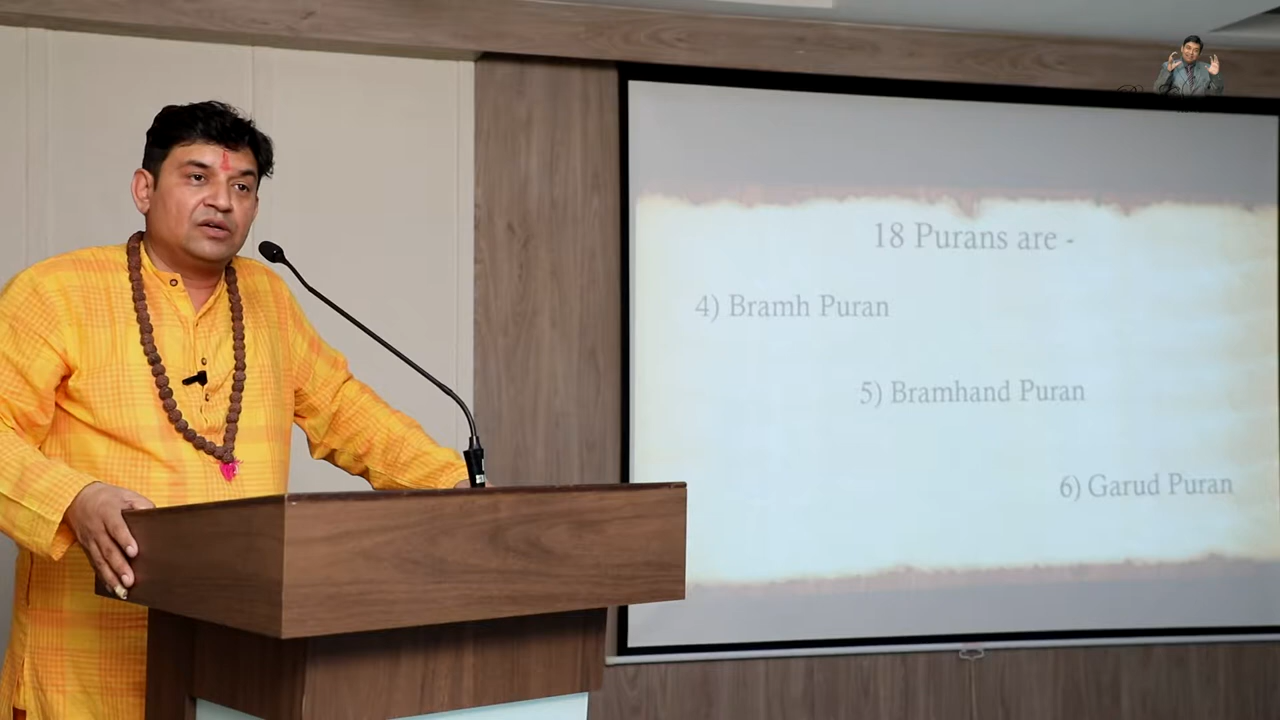 18 Purans are -
4) Bramh Puran
5) Bramhand Puran
6) Garud Puran